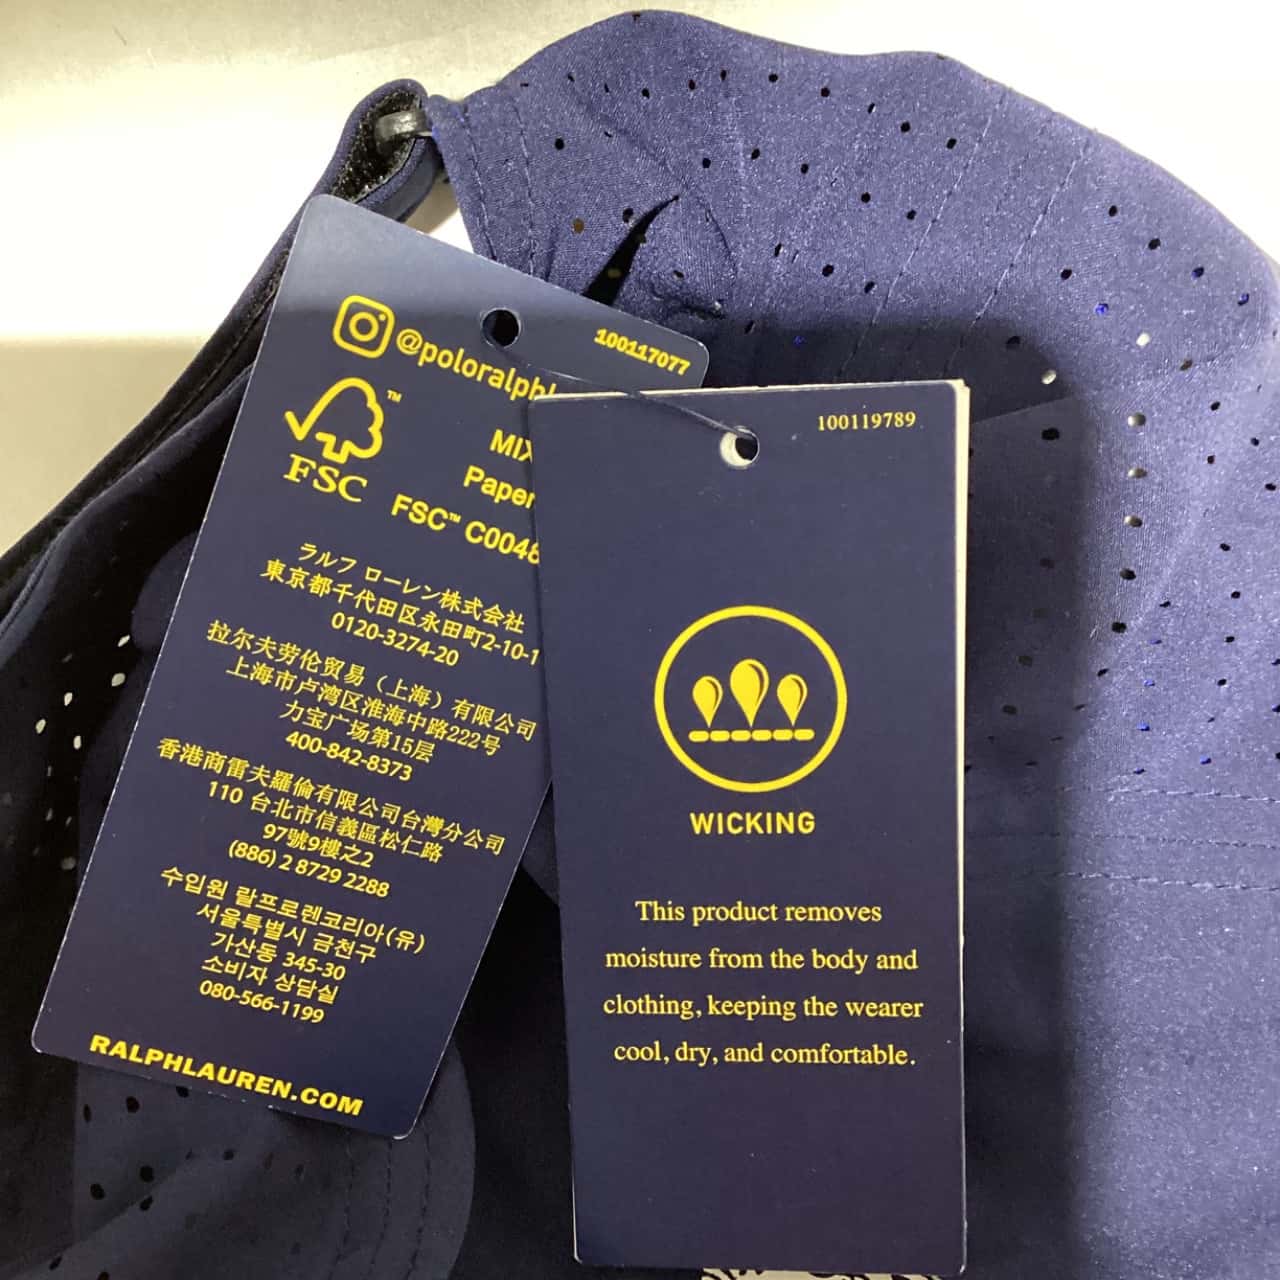 @poloralphl
100117077
FSC™
MIX
Paper
FSC™ C0048
ラルフ ローレン株式会社
東京都千代田区永田町2-10-1
0120-3274-20
拉尔夫劳伦贸易（上海）有限公司
上海市卢湾区淮海中路222号
力宝广场第15层
400-842-8373
香港商雷夫羅倫有限公司台灣分公司
110 台北市信義區松仁路
97號9樓之2
(886) 2 8729 2288
수입원 랄프로렌코리아(유)
서울특별시 금천구
가산동 345-30
소비자 상담실
080-566-1199
RALPHLAUREN.COM
100119789
WICKING
This product removes
moisture from the body and
clothing, keeping the wearer
cool, dry, and comfortable.